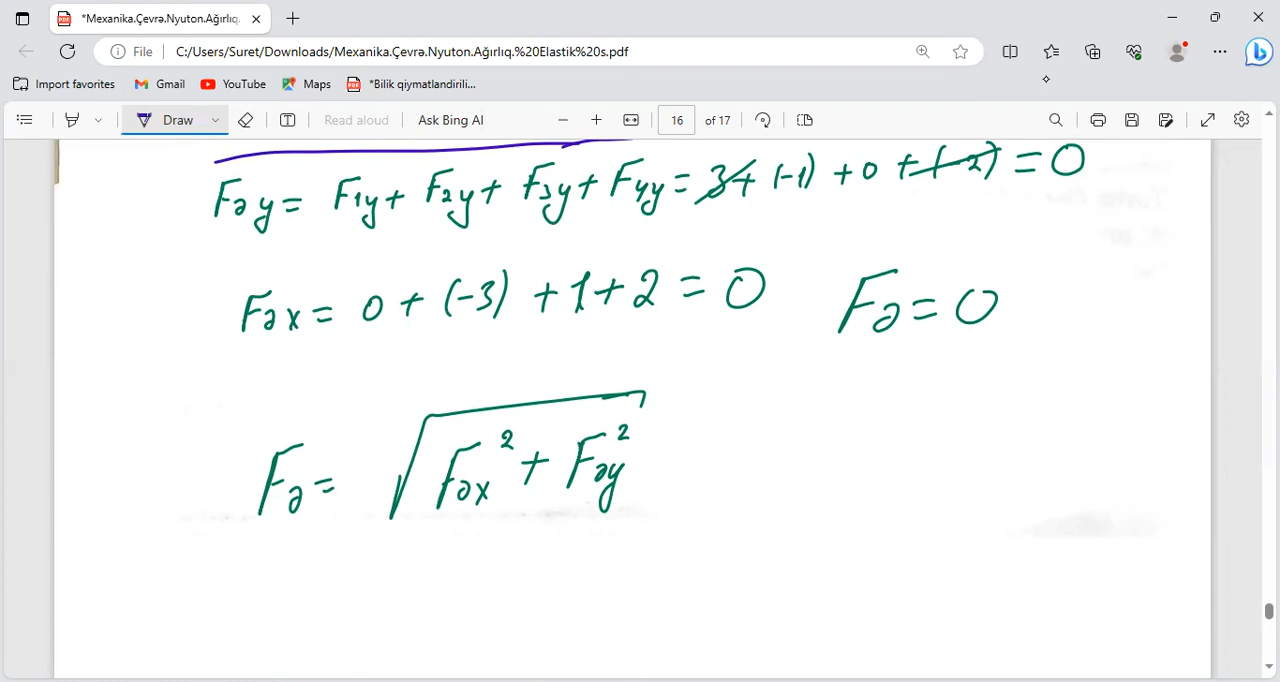 *Mexanika.Çevrə.Nyuton.Ağırlıq.
File C:/Users/Suret/Downloads/Mexanika.Çevrə.Nyuton.Ağırlıq.%20Elastik%20s.pdf
Import favorites Gmail YouTube Maps *Bilik qiymatlandirili...
Draw Read aloud Ask Bing AI 16 of 17
Fəy = F1y + F2y + F3y + F4y = 3+ (-1) + 0 + (-2) = 0
Fəx = 0 + (-3) + 1 + 2 = 0 Fə = 0
Fə = √Fəx² + Fəy²